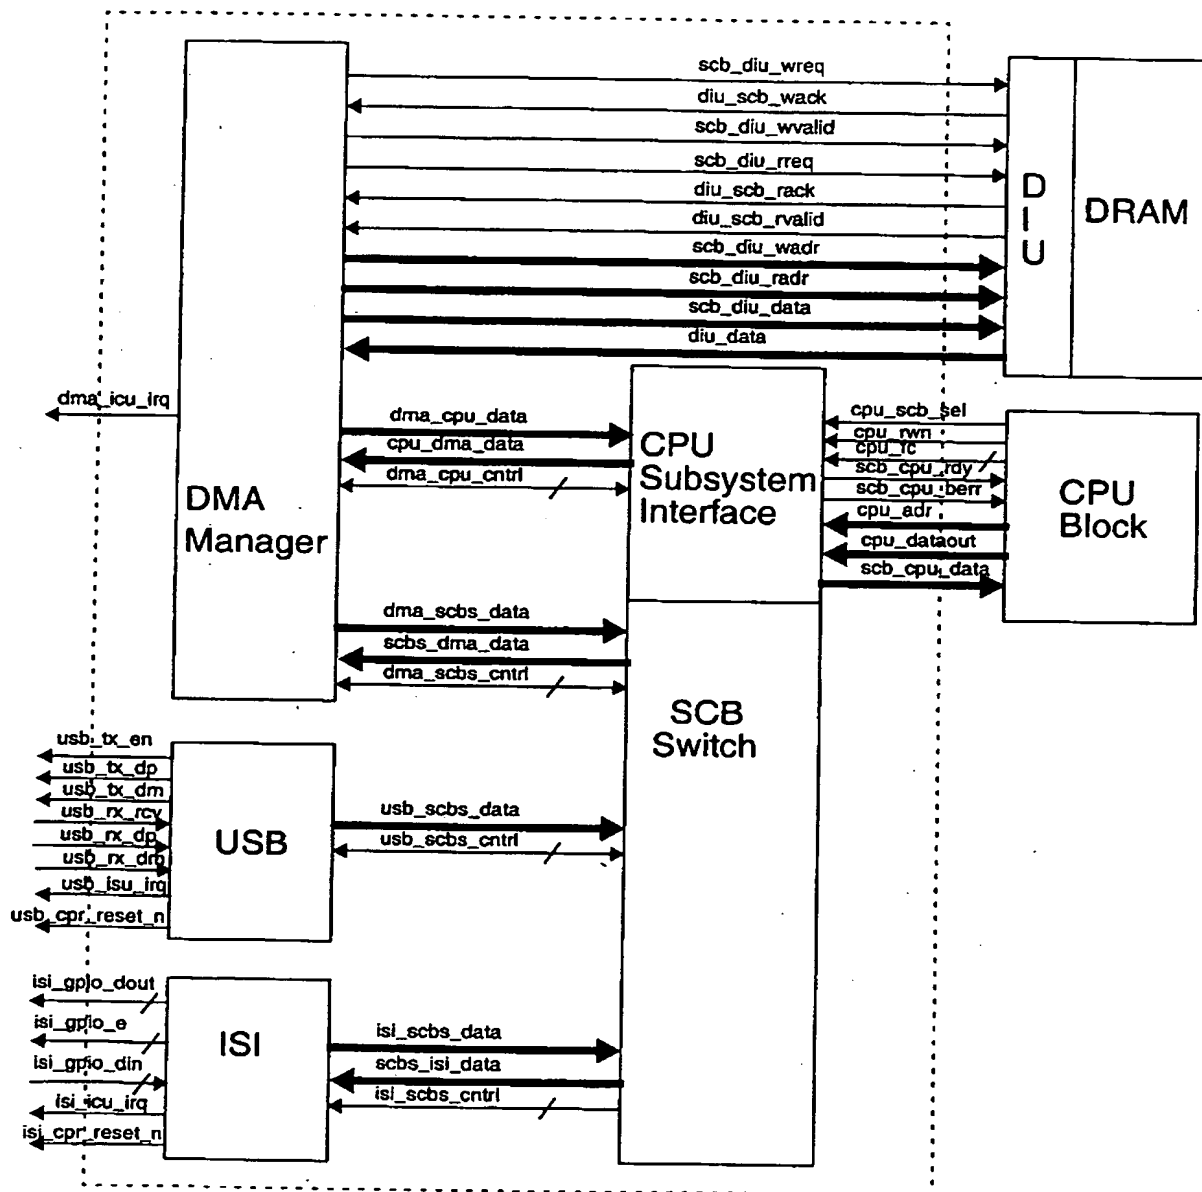 scb_diu_wreq
diu_scb_wack
scb_diu_wvalid
scb_diu_rreq
diu_scb_rack
diu_scb_rvalid
scb_diu_wadr
scb_diu_radr
scb_diu_data
diu_data
D
I
U
DRAM
dma_icu_irq
DMA
Manager
dma_cpu_data
cpu_dma_data
dma_cpu_cntrl
CPU
Subsystem
Interface
cpu_scb_sel
cpu_rwn
cpu_fc
scb_cpu_rdy
scb_cpu_berr
cpu_adr
cpu_dataout
scb_cpu_data
CPU
Block
dma_scbs_data
scbs_dma_data
dma_scbs_cntrl
SCB
Switch
usb_tx_en
usb_tx_dp
usb_tx_dm
usb_rx_rcv
usb_rx_dp
usb_rx_dm
usb_isu_irq
usb_cpr_reset_n
USB
usb_scbs_data
usb_scbs_cntrl
isi_gpio_dout
isi_gpio_e
isi_gpio_din
isi_icu_irq
isi_cpr_reset_n
ISI
isi_scbs_data
scbs_isi_data
isi_scbs_cntrl